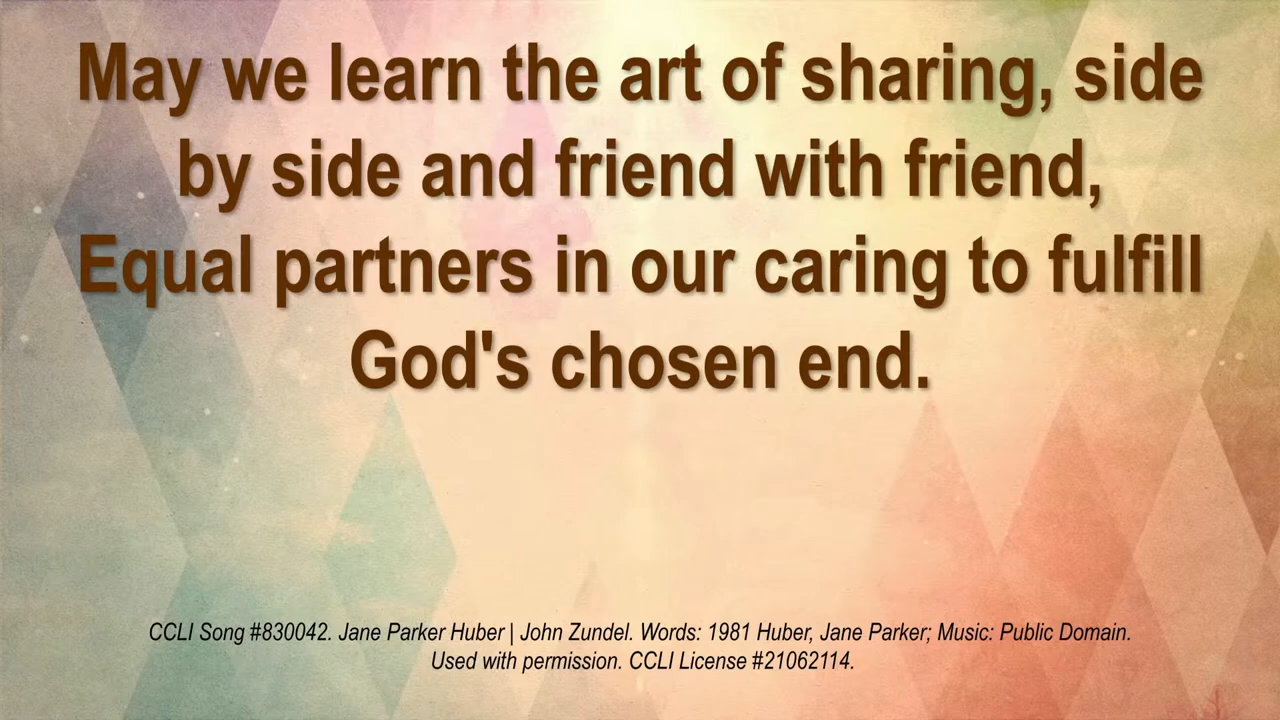 May we learn the art of sharing, side
by side and friend with friend,
Equal partners in our caring to fulfill
God's chosen end.
CCLI Song #830042. Jane Parker Huber | John Zundel. Words: 1981 Huber, Jane Parker; Music: Public Domain.
Used with permission. CCLI License #21062114.